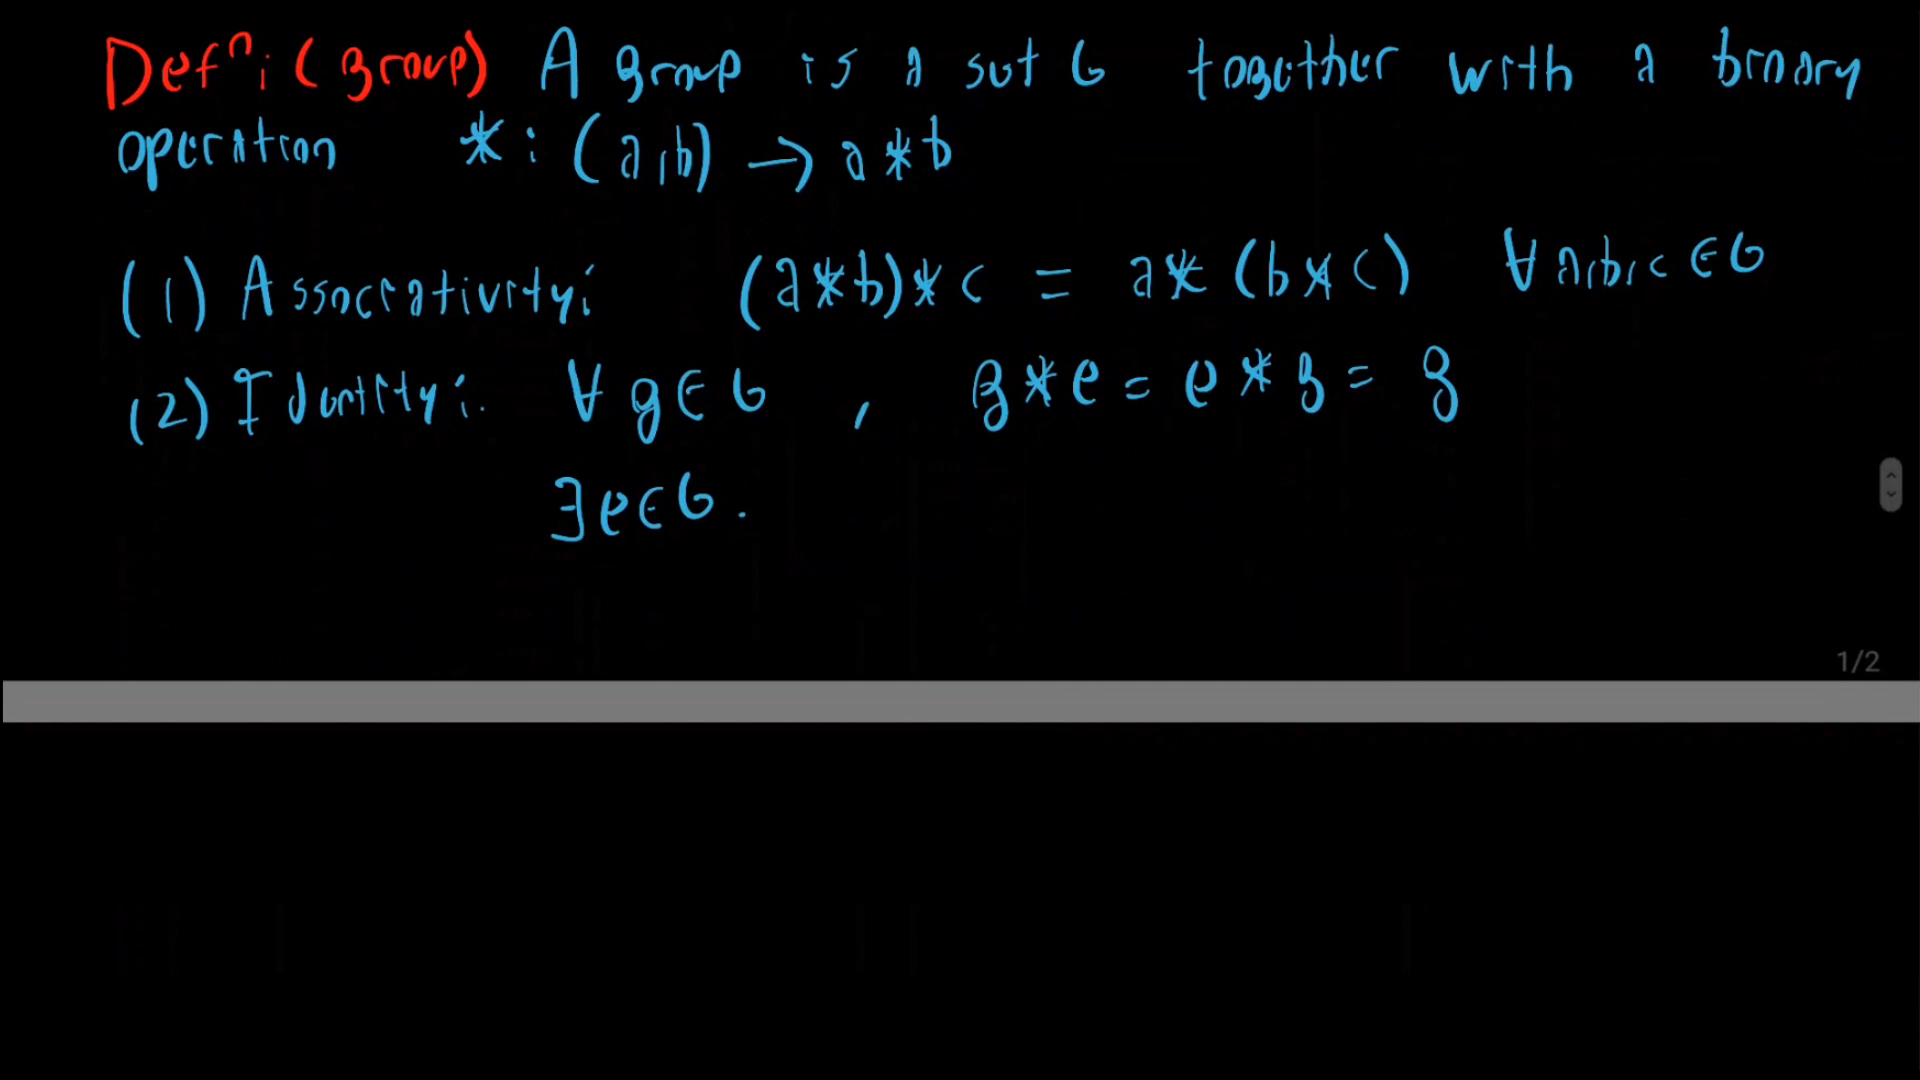 Defⁿ: (group) A group is a set G together with a binary
operation *: (a,b) → a*b
(1) Associativity: (a*b)*c = a*(b*c) ∀ a,b,c ∈ G
(2) Identity: ∀ g ∈ G , g*e = e*g = g
∃ e ∈ G.
1/2